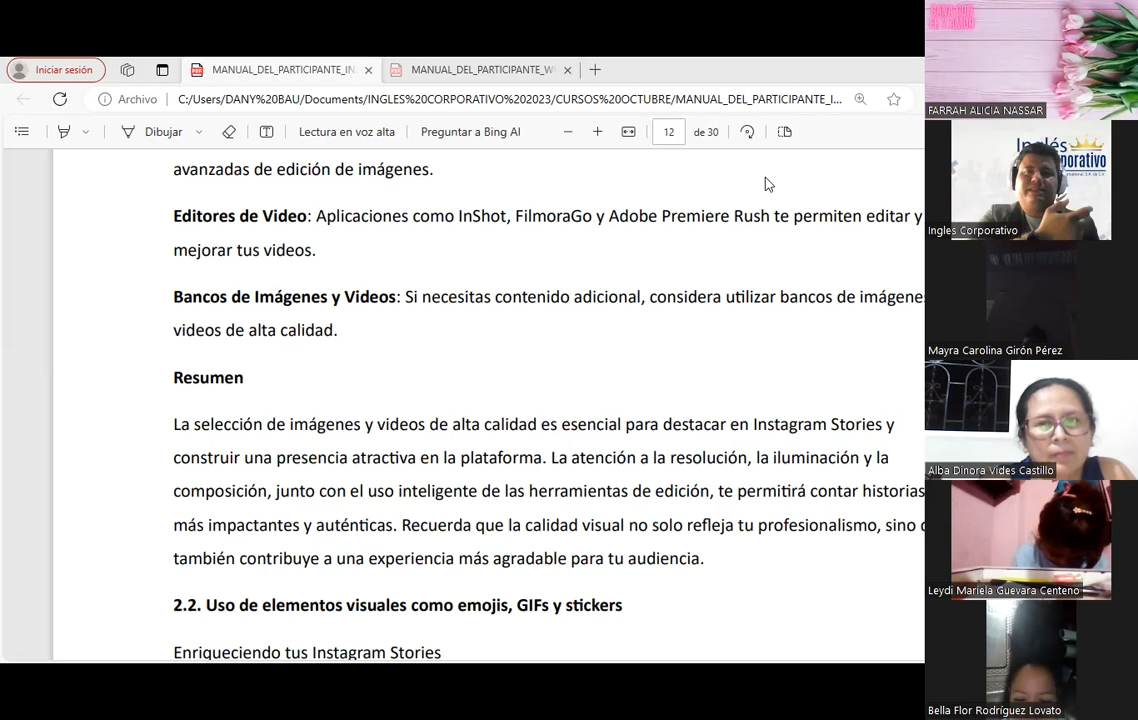 Iniciar sesión
MANUAL_DEL_PARTICIPANTE_IN
MANUAL_DEL_PARTICIPANTE_W
Archivo
C:/Users/DANY%20BAU/Documents/INGLES%20CORPORATIVO%202023/CURSOS%20OCTUBRE/MANUAL_DEL_PARTICIPANTE_I...
Dibujar
Lectura en voz alta
Preguntar a Bing AI
12
de 30
avanzadas de edición de imágenes.
Editores de Video: Aplicaciones como InShot, FilmoraGo y Adobe Premiere Rush te permiten editar y
mejorar tus videos.
Bancos de Imágenes y Videos: Si necesitas contenido adicional, considera utilizar bancos de imágenes
videos de alta calidad.
Resumen
La selección de imágenes y videos de alta calidad es esencial para destacar en Instagram Stories y
construir una presencia atractiva en la plataforma. La atención a la resolución, la iluminación y la
composición, junto con el uso inteligente de las herramientas de edición, te permitirá contar historias
más impactantes y auténticas. Recuerda que la calidad visual no solo refleja tu profesionalismo, sino
también contribuye a una experiencia más agradable para tu audiencia.
2.2. Uso de elementos visuales como emojis, GIFs y stickers
Enriqueciendo tus Instagram Stories
FARRAH ALICIA NASSAR
Inglés
Ingles Corporativo
Mayra Carolina Girón Pérez
Alba Dinora Vides Castillo
Leydi Mariela Guevara Centeno
Bella Flor Rodríguez Lovato